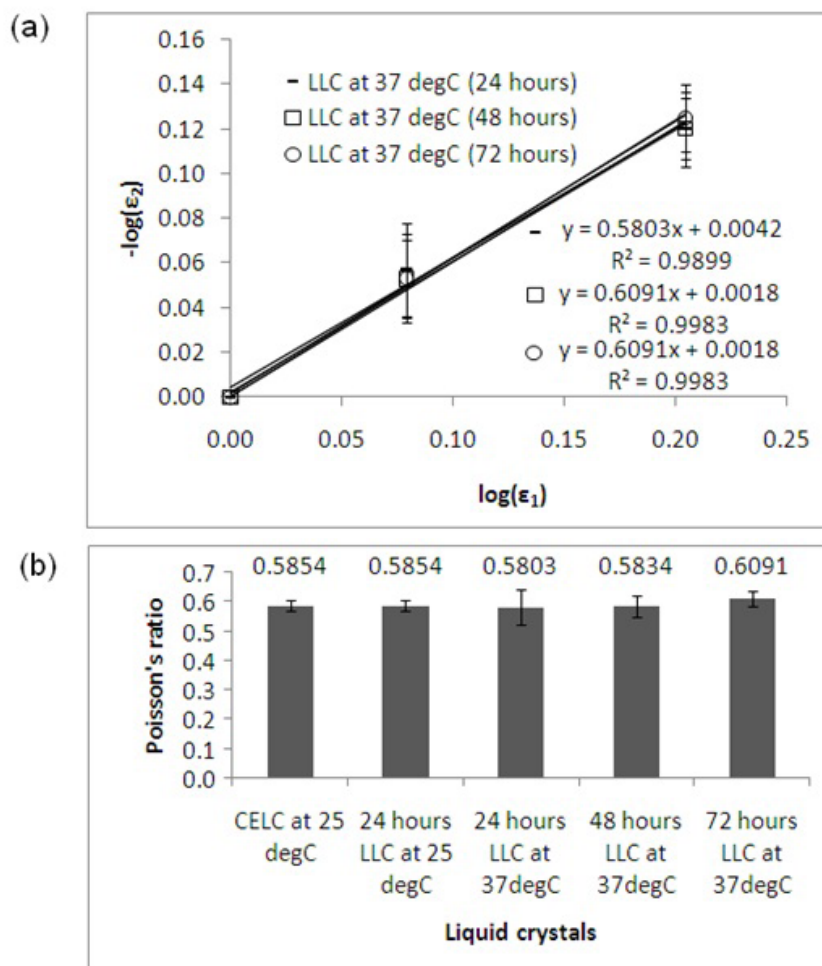 (a)
0.16
0.14
0.12
0.10
0.08
0.06
0.04
0.02
0.00
-log(ε₂)
LLC at 37 degC (24 hours)
LLC at 37 degC (48 hours)
LLC at 37 degC (72 hours)
y = 0.5803x + 0.0042
R² = 0.9899
y = 0.6091x + 0.0018
R² = 0.9983
y = 0.6091x + 0.0018
R² = 0.9983
0.00 0.05 0.10 0.15 0.20 0.25
log(ε₁)
(b)
0.5854 0.5854 0.5803 0.5834 0.6091
0.7
0.6
0.5
0.4
0.3
0.2
0.1
0.0
Poisson's ratio
CELC at 25 degC
24 hours LLC at 25 degC
24 hours LLC at 37degC
48 hours LLC at 37degC
72 hours LLC at 37degC
Liquid crystals